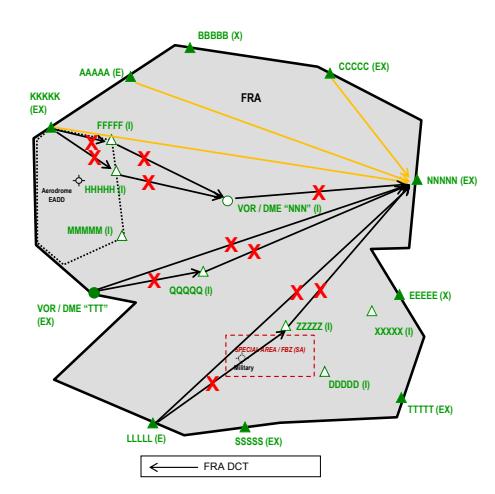 BBBBB (X)
AAAAA (E)
CCCCC (EX)
KKKKK
(EX)
FRA
FFFFF (I)
Aerodrome
EADD
HHHHH (I)
NNNNN (EX)
VOR / DME “NNN” (I)
MMMMM (I)
QQQQQ (I)
VOR / DME “TTT”
(EX)
EEEEE (X)
ZZZZZ (I)
XXXXX (I)
SPECIAL AREA / FBZ (SA)
Military
DDDDD (I)
TTTTT (EX)
LLLLL (E)
SSSSS (EX)
FRA DCT